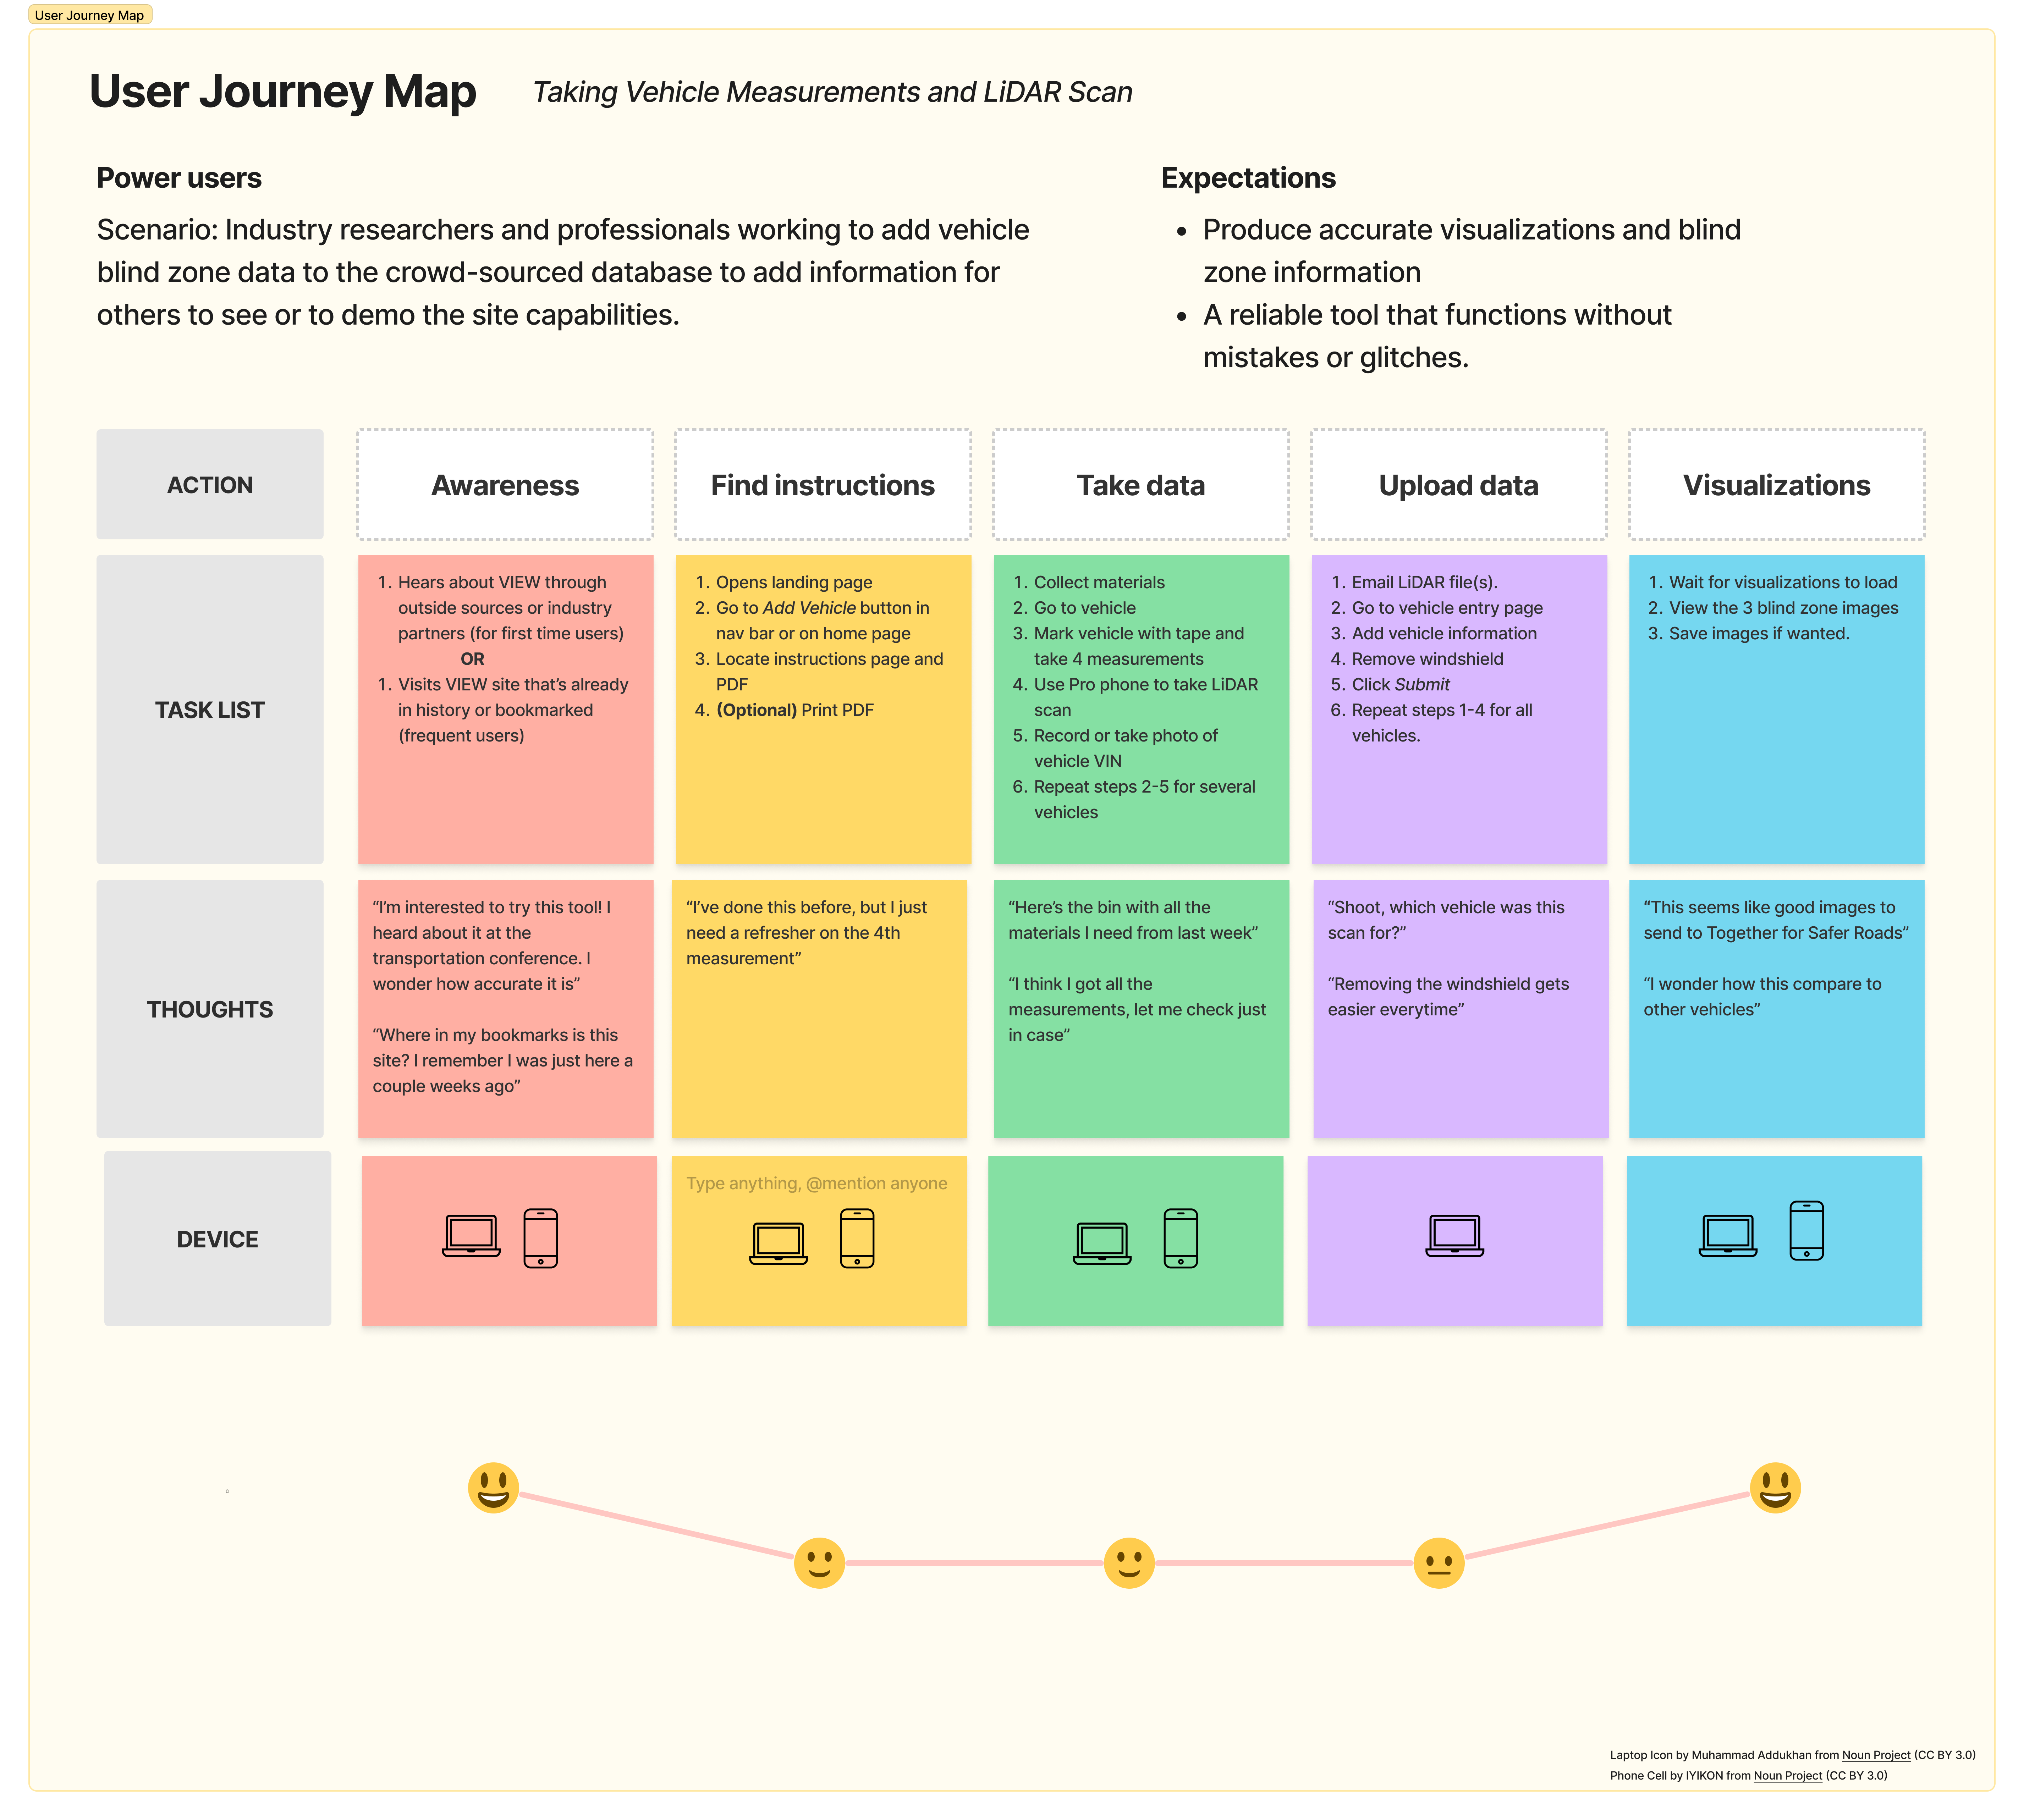 User Journey Map
User Journey Map
Taking Vehicle Measurements and LiDAR Scan
Power users
Scenario: Industry researchers and professionals working to add vehicle
blind zone data to the crowd-sourced database to add information for
others to see or to demo the site capabilities.
Expectations
• Produce accurate visualizations and blind
zone information
• A reliable tool that functions without
mistakes or glitches.
ACTION
Awareness
Find instructions
Take data
Upload data
Visualizations
TASK LIST
1. Hears about VIEW through
outside sources or industry
partners (for first time users)
OR
1. Visits VIEW site that’s already
in history or bookmarked
(frequent users)
1. Opens landing page
2. Go to Add Vehicle button in
nav bar or on home page
3. Locate instructions page and
PDF
4. (Optional) Print PDF
1. Collect materials
2. Go to vehicle
3. Mark vehicle with tape and
take 4 measurements
4. Use Pro phone to take LiDAR
scan
5. Record or take photo of
vehicle VIN
6. Repeat steps 2-5 for several
vehicles
1. Email LiDAR file(s).
2. Go to vehicle entry page
3. Add vehicle information
4. Remove windshield
5. Click Submit
6. Repeat steps 1-4 for all
vehicles.
1. Wait for visualizations to load
2. View the 3 blind zone images
3. Save images if wanted.
THOUGHTS
“I’m interested to try this tool! I
heard about it at the
transportation conference. I
wonder how accurate it is”
“Where in my bookmarks is this
site? I remember I was just here a
couple weeks ago”
“I’ve done this before, but I just
need a refresher on the 4th
measurement”
“Here’s the bin with all the
materials I need from last week”
“I think I got all the
measurements, let me check just
in case”
“Shoot, which vehicle was this
scan for?”
“Removing the windshield gets
easier everytime”
“This seems like good images to
send to Together for Safer Roads”
“I wonder how this compare to
other vehicles”
DEVICE
Type anything, @mention anyone
Laptop Icon by Muhammad Addukhan from Noun Project (CC BY 3.0)
Phone Cell by IYIKON from Noun Project (CC BY 3.0)